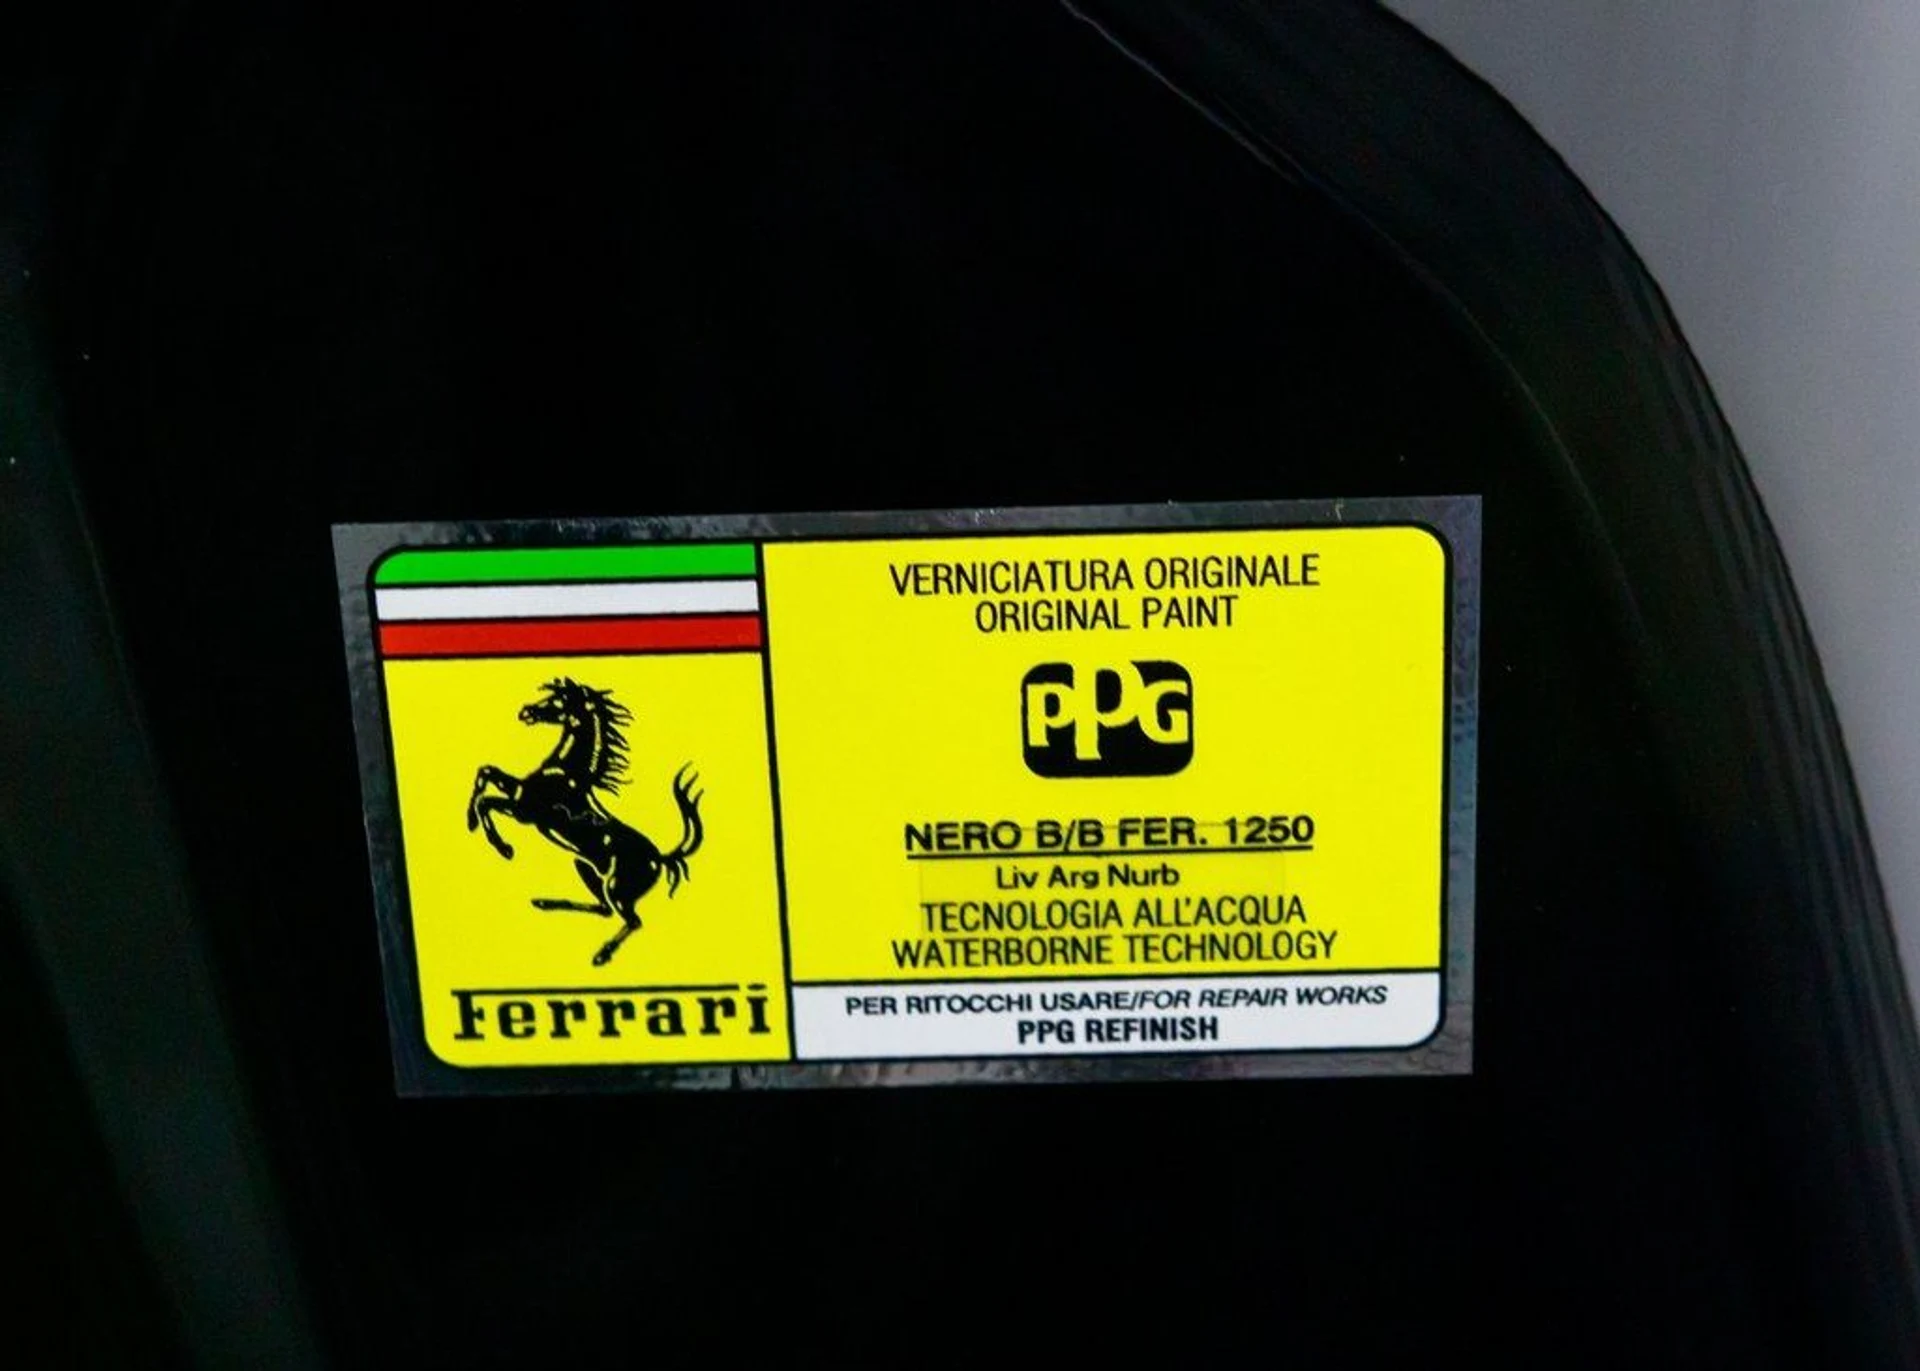 VERNICIATURA ORIGINALE
ORIGINAL PAINT
PPG
NERO B/B FER. 1250
Liv Arg Nurb
TECNOLOGIA ALL'ACQUA
WATERBORNE TECHNOLOGY
Ferrari
PER RITOCCHI USARE/FOR REPAIR WORKS
PPG REFINISH